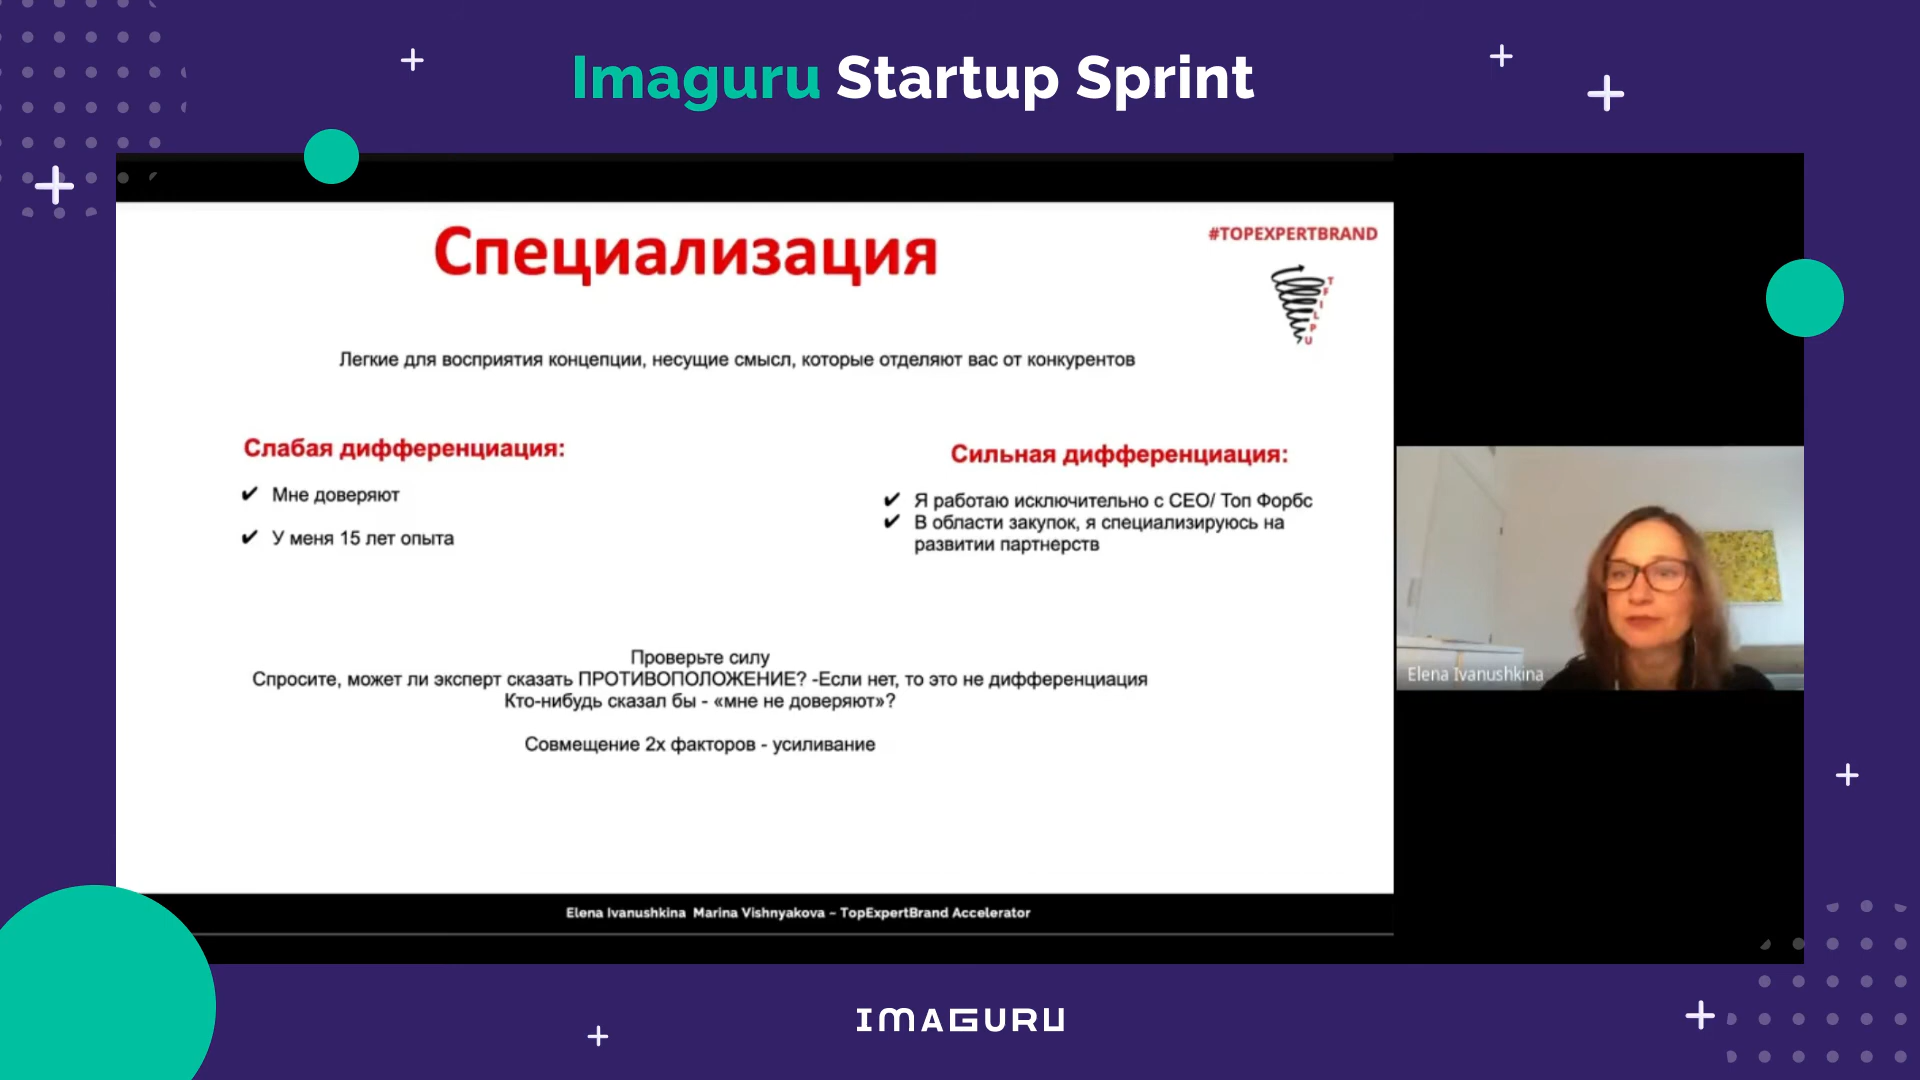 Imaguru Startup Sprint
Специализация
#TOPEXPERTBRAND
T
F
I
L
P
U
Легкие для восприятия концепции, несущие смысл, которые отделяют вас от конкурентов
Слабая дифференциация:
✔ Мне доверяют
✔ У меня 15 лет опыта
Сильная дифференциация:
✔ Я работаю исключительно с CEO/ Топ Форбс
✔ В области закупок, я специализируюсь на
развитии партнерств
Проверьте силу
Спросите, может ли эксперт сказать ПРОТИВОПОЛОЖЕНИЕ? -Если нет, то это не дифференциация
Кто-нибудь сказал бы - «мне не доверяют»?
Совмещение 2х факторов - усиливание
Elena Ivanushkina
Elena Ivanushkina Marina Vishnyakova – TopExpertBrand Accelerator
IMAGURU